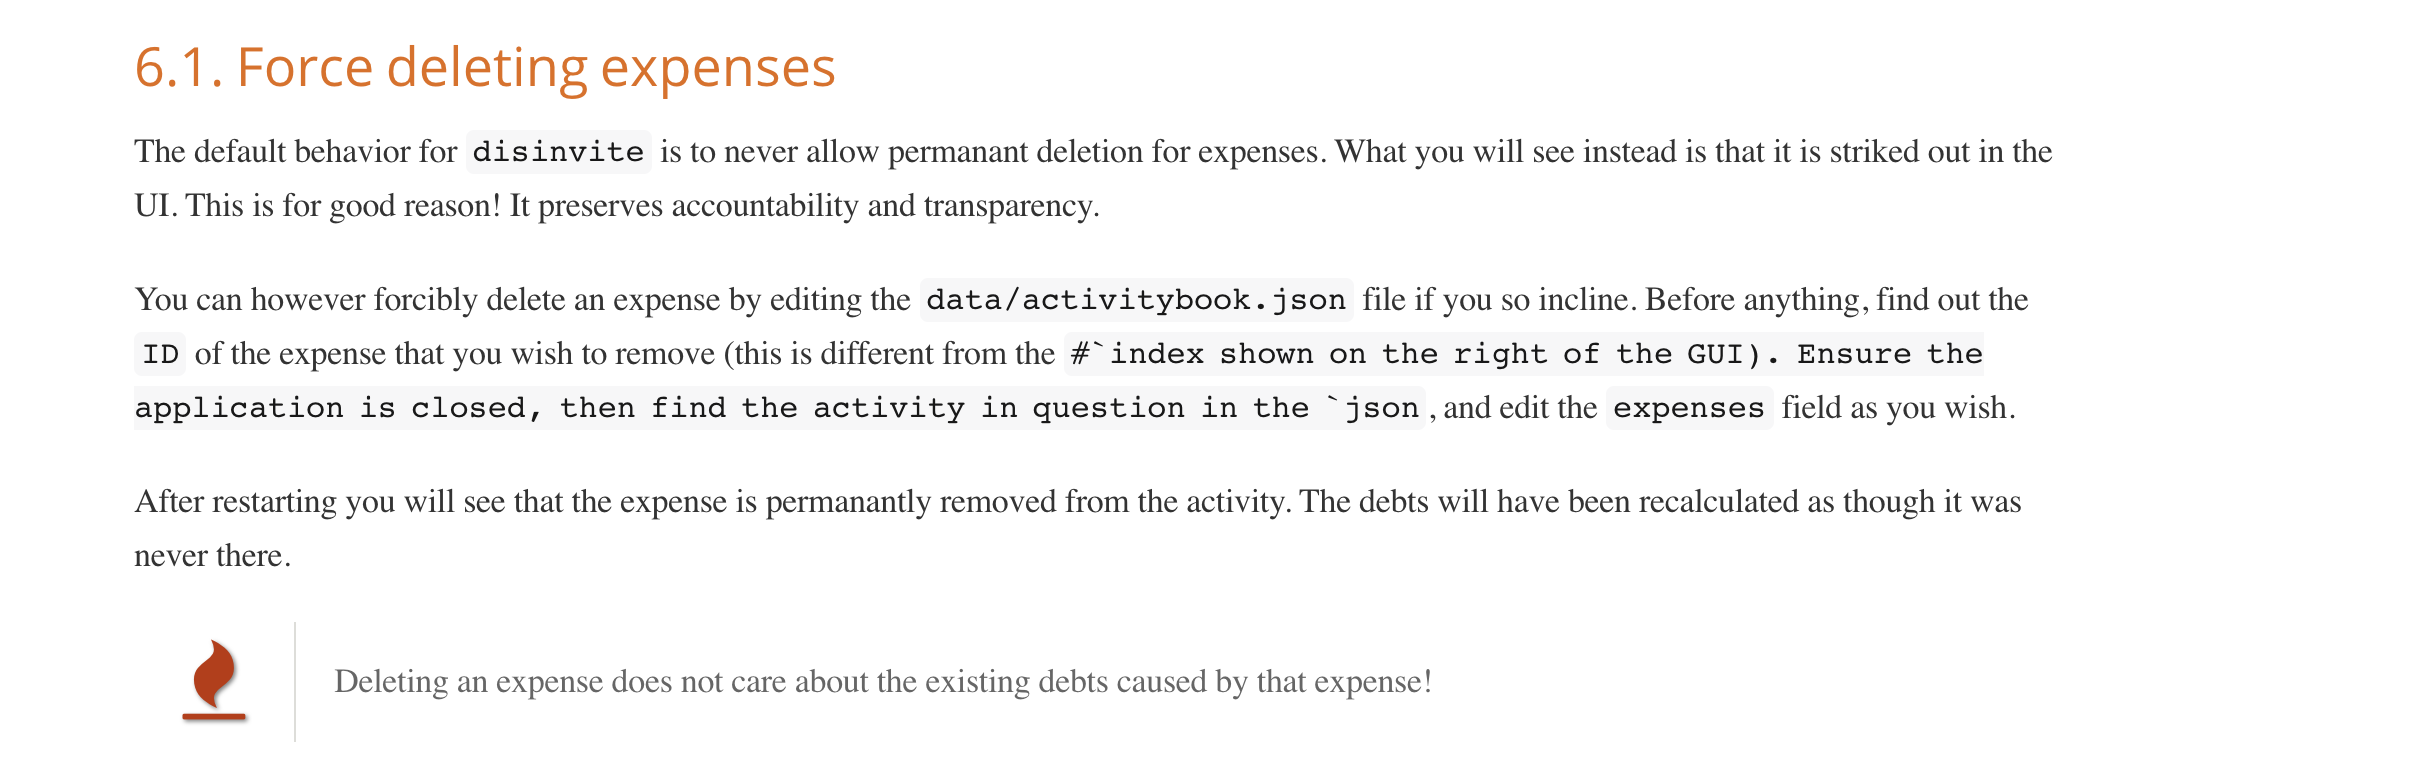 6.1. Force deleting expenses
The default behavior for disinvite is to never allow permanant deletion for expenses. What you will see instead is that it is striked out in the
UI. This is for good reason! It preserves accountability and transparency.
You can however forcibly delete an expense by editing the data/activitybook.json file if you so incline. Before anything, find out the
ID of the expense that you wish to remove (this is different from the #`index shown on the right of the GUI). Ensure the
application is closed, then find the activity in question in the `json, and edit the expenses field as you wish.
After restarting you will see that the expense is permanantly removed from the activity. The debts will have been recalculated as though it was
never there.
Deleting an expense does not care about the existing debts caused by that expense!